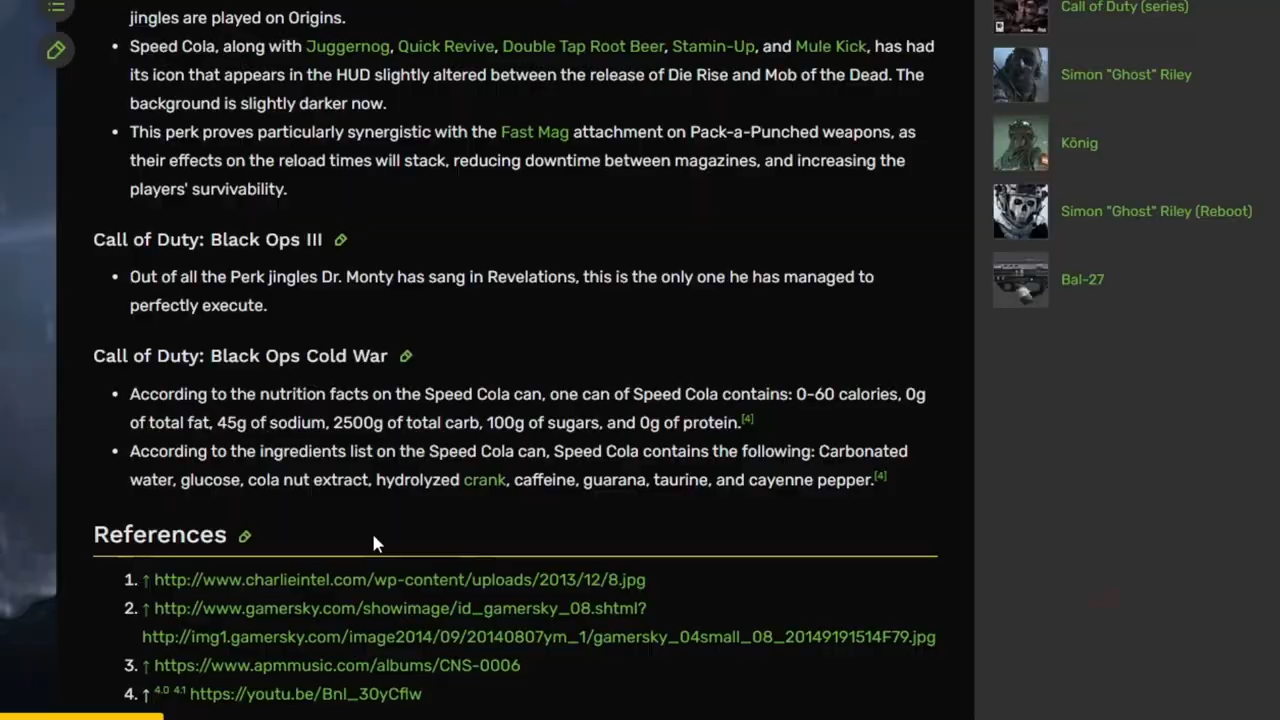 jingles are played on Origins.
Speed Cola, along with Juggernog, Quick Revive, Double Tap Root Beer, Stamin-Up, and Mule Kick, has had
its icon that appears in the HUD slightly altered between the release of Die Rise and Mob of the Dead. The
background is slightly darker now.
This perk proves particularly synergistic with the Fast Mag attachment on Pack-a-Punched weapons, as
their effects on the reload times will stack, reducing downtime between magazines, and increasing the
players' survivability.
Call of Duty: Black Ops III
Out of all the Perk jingles Dr. Monty has sang in Revelations, this is the only one he has managed to
perfectly execute.
Call of Duty: Black Ops Cold War
According to the nutrition facts on the Speed Cola can, one can of Speed Cola contains: 0-60 calories, 0g
of total fat, 45g of sodium, 2500g of total carb, 100g of sugars, and 0g of protein.[4]
According to the ingredients list on the Speed Cola can, Speed Cola contains the following: Carbonated
water, glucose, cola nut extract, hydrolyzed crank, caffeine, guarana, taurine, and cayenne pepper.[4]
References
1. ↑ http://www.charlieintel.com/wp-content/uploads/2013/12/8.jpg
2. ↑ http://www.gamersky.com/showimage/id_gamersky_08.shtml?
http://img1.gamersky.com/image2014/09/20140807ym_1/gamersky_04small_08_20149191514F79.jpg
3. ↑ https://www.apmmusic.com/albums/CNS-0006
4. ↑ 4.0 4.1 https://youtu.be/BnI_30yCflw
Call of Duty (series)
Simon "Ghost" Riley
König
Simon "Ghost" Riley (Reboot)
Bal-27